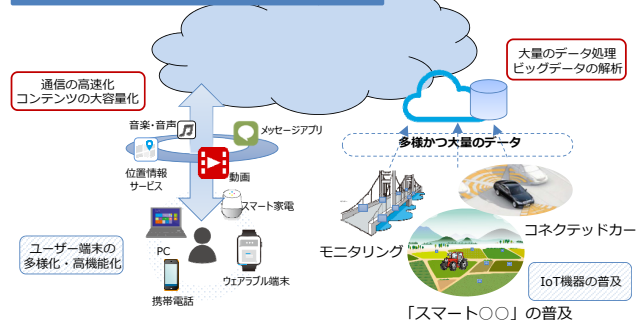 通信の高速化
コンテンツの大容量化
大量のデータ処理
ビッグデータの解析
音楽・音声
メッセージアプリ
多様かつ大量のデータ
位置情報
サービス
動画
スマート家電
ユーザー端末の
多様化・高機能化
PC
ウェアラブル端末
携帯電話
モニタリング
コネクテッドカー
IoT機器の普及
「スマート○○」の普及